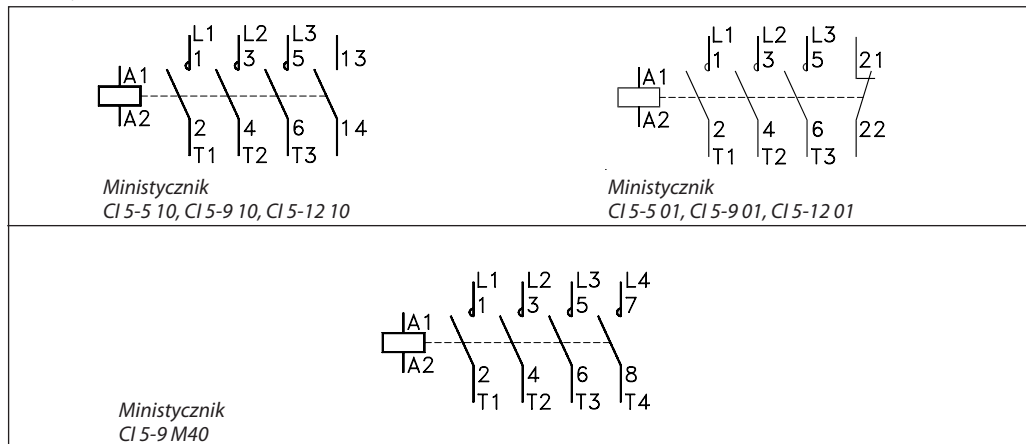 L1 L2 L3
A1 1 3 5 13
A2 2 4 6 14
T1 T2 T3
Ministycznik
CI 5-5 10, CI 5-9 10, CI 5-12 10
L1 L2 L3
A1 1 3 5 21
A2 2 4 6 22
T1 T2 T3
Ministycznik
CI 5-5 01, CI 5-9 01, CI 5-12 01
L1 L2 L3 L4
A1 1 3 5 7
A2 2 4 6 8
T1 T2 T3 T4
Ministycznik
CI 5-9 M40